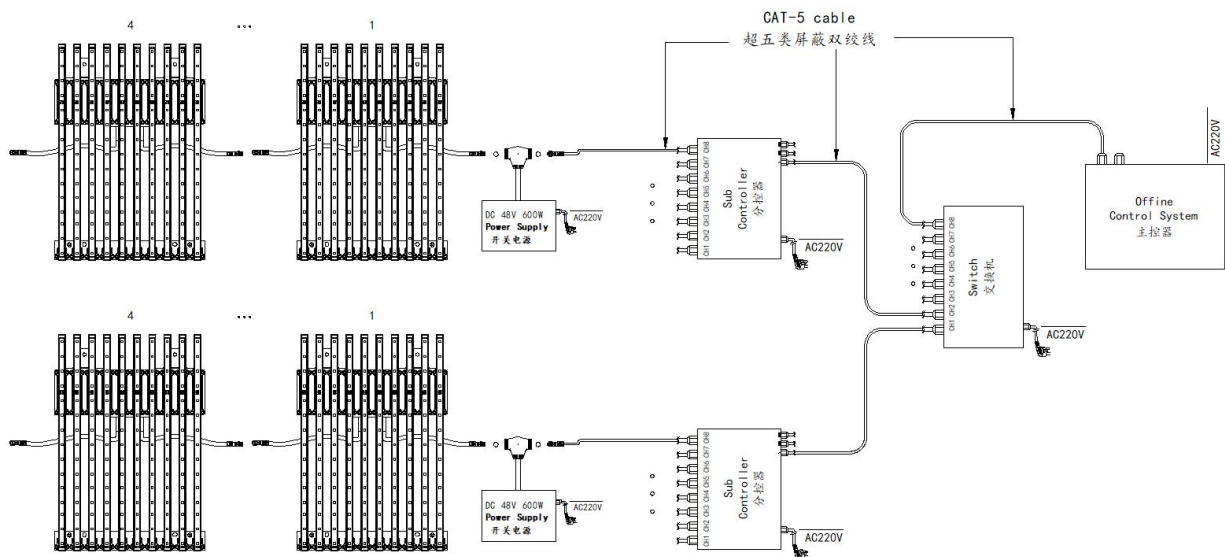 CAT-5 cable
超五类屏蔽双绞线
4
...
1
CH8
CH7
CH6
CH5
CH4
CH3
CH2
CH1
Sub
Controller
分控器
AC220V
DC 48V 600W
Power Supply
开关电源
AC220V
AC220V
Offine
Control System
主控器
CH8
CH7
CH6
CH5
CH4
CH3
CH2
CH1
Switch
交换机
AC220V
4
...
1
CH8
CH7
CH6
CH5
CH4
CH3
CH2
CH1
Sub
Controller
分控器
AC220V
DC 48V 600W
Power Supply
开关电源
AC220V